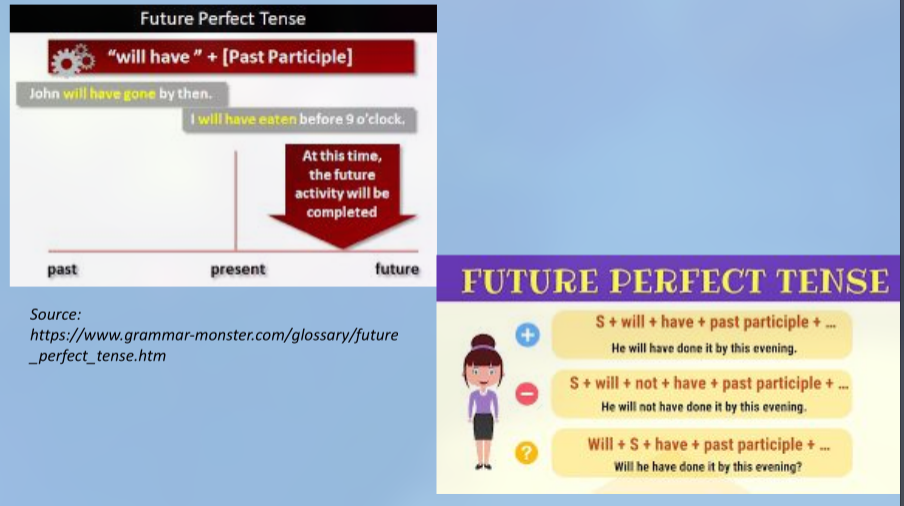 Future Perfect Tense
“will have ” + [Past Participle]
John will have gone by then.
I will have eaten before 9 o'clock.
At this time,
the future
activity will be
completed
past present future
Source:
https://www.grammar-monster.com/glossary/future
_perfect_tense.htm
FUTURE PERFECT TENSE
+ S + will + have + past participle + ...
He will have done it by this evening.
− S + will + not + have + past participle + ...
He will not have done it by this evening.
? Will + S + have + past participle + ...
Will he have done it by this evening?